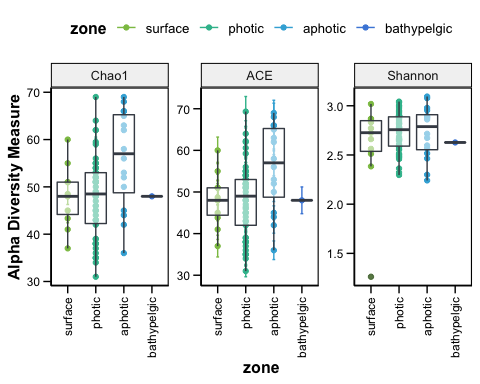 zone surface photic aphotic bathypelgic
Chao1 ACE Shannon
Alpha Diversity Measure
70
60
50
40
30
70
60
50
40
30
3.0
2.5
2.0
1.5
surface photic aphotic bathypelgic
surface photic aphotic bathypelgic
surface photic aphotic bathypelgic
zone